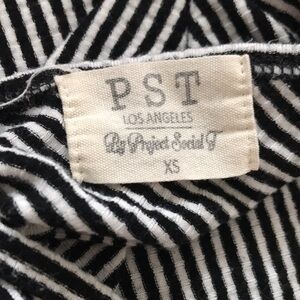 PST
LOS ANGELES
By Project Social T
XS